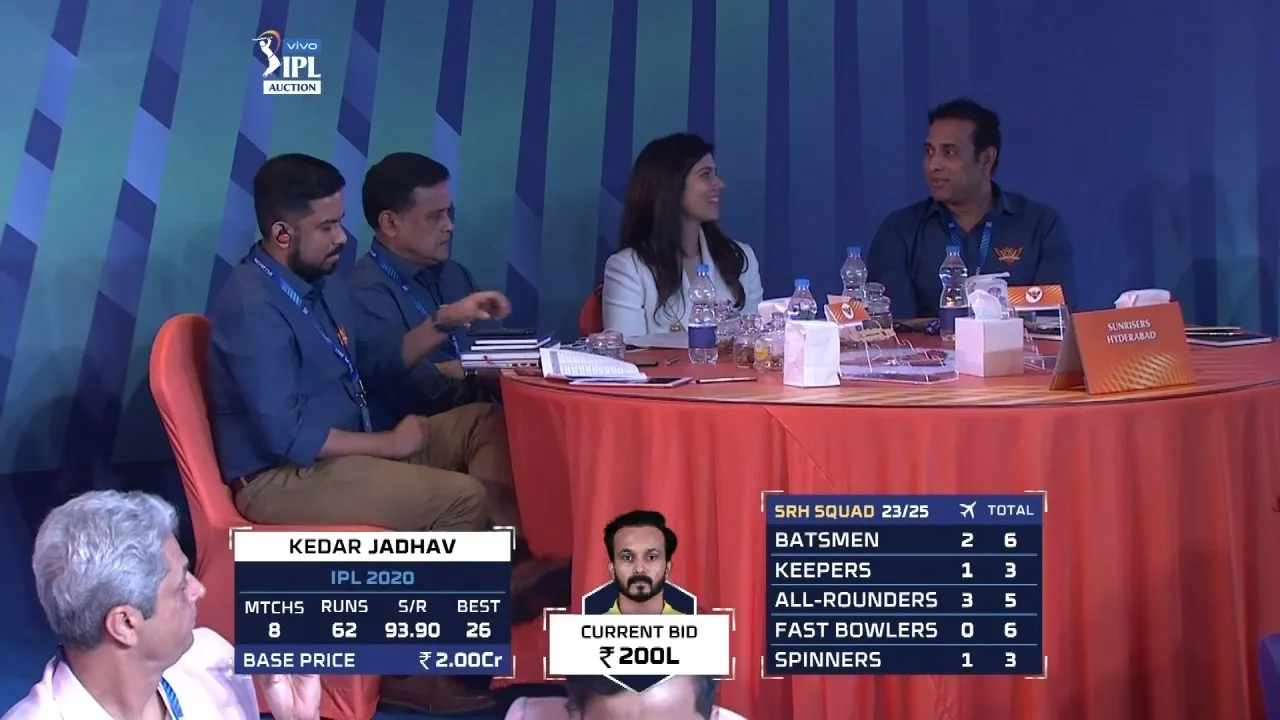 vivo
IPL
AUCTION
SUNRISERS
HYDERABAD
KEDAR JADHAV
IPL 2020
MTCHS RUNS S/R BEST
8 62 93.90 26
BASE PRICE ₹ 2.00Cr
CURRENT BID
₹ 200L
SRH SQUAD 23/25 TOTAL
BATSMEN 2 6
KEEPERS 1 3
ALL-ROUNDERS 3 5
FAST BOWLERS 0 6
SPINNERS 1 3